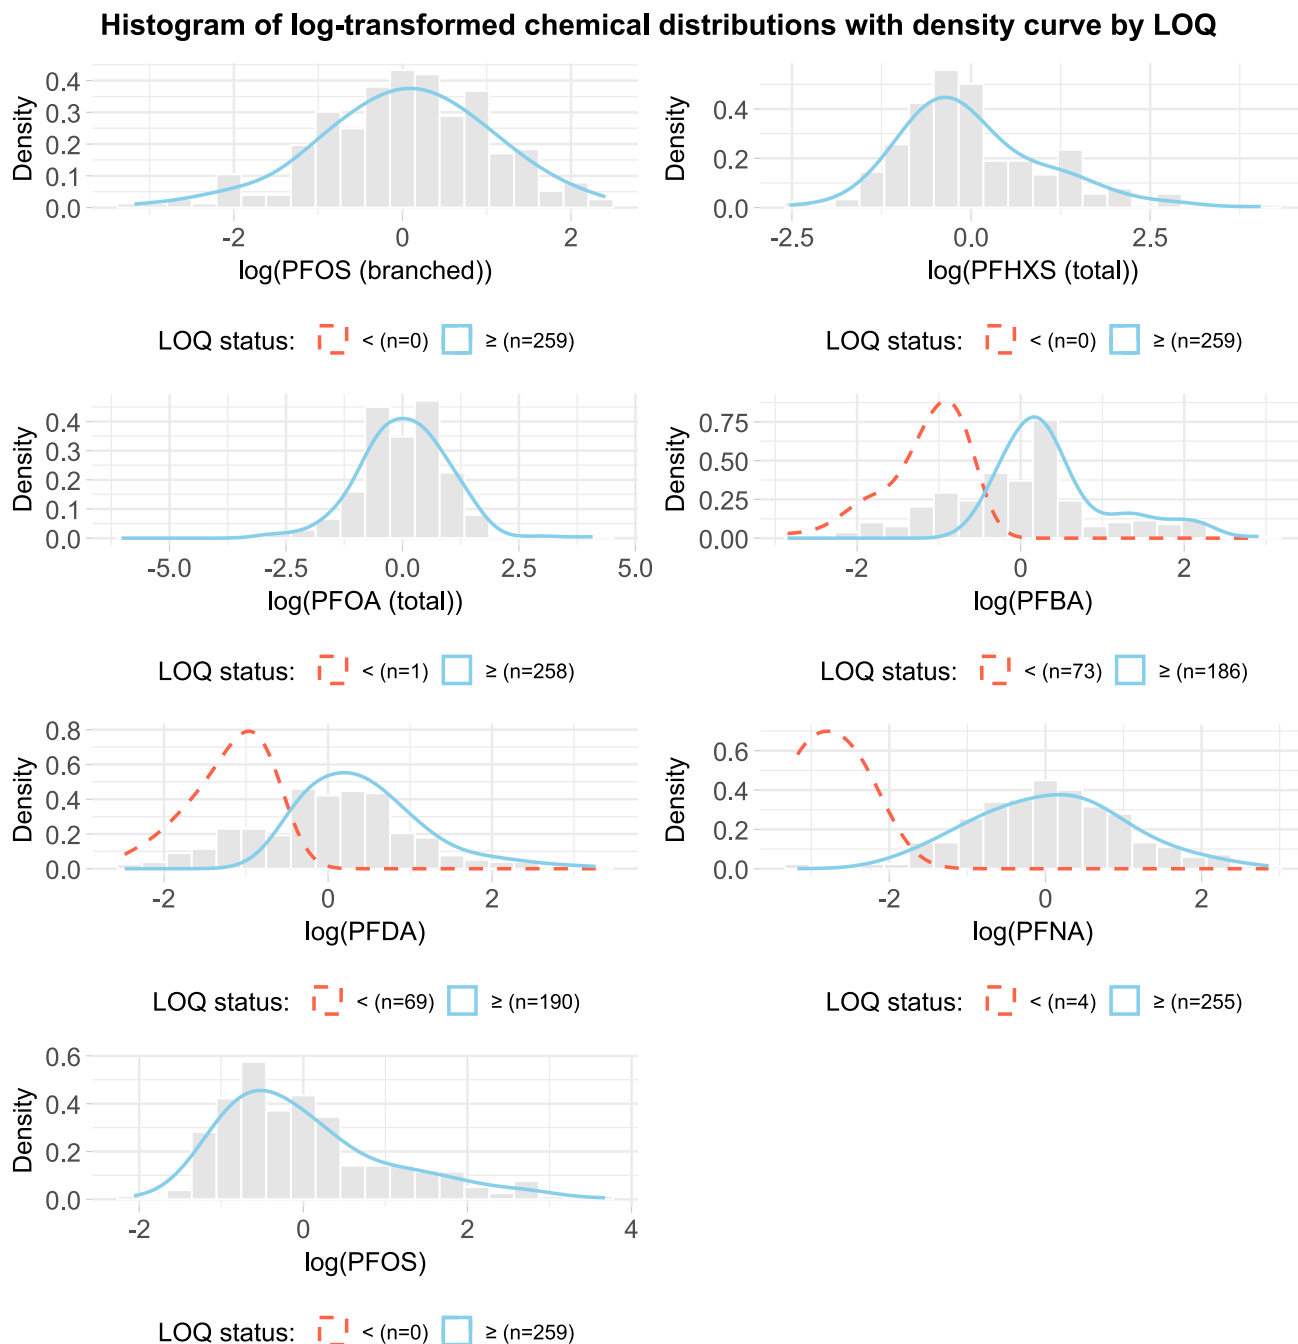 Histogram of log-transformed chemical distributions with density curve by LOQ
Density
0.4
0.3
0.2
0.1
0.0
-2
0
2
log(PFOS (branched))
LOQ status: < (n=0) ≥ (n=259)
Density
0.4
0.2
0.0
-2.5
0.0
2.5
log(PFHXS (total))
LOQ status: < (n=0) ≥ (n=259)
Density
0.4
0.3
0.2
0.1
0.0
-5.0
-2.5
0.0
2.5
5.0
log(PFOA (total))
LOQ status: < (n=1) ≥ (n=258)
Density
0.75
0.50
0.25
0.00
-2
0
2
log(PFBA)
LOQ status: < (n=73) ≥ (n=186)
Density
0.8
0.6
0.4
0.2
0.0
-2
0
2
log(PFDA)
LOQ status: < (n=69) ≥ (n=190)
Density
0.6
0.4
0.2
0.0
-2
0
2
log(PFNA)
LOQ status: < (n=4) ≥ (n=255)
Density
0.6
0.4
0.2
0.0
-2
0
2
4
log(PFOS)
LOQ status: < (n=0) ≥ (n=259)